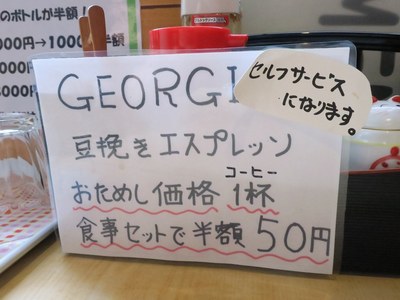 のボトルが半額!
000円→1000
半額
GEORGI
セルフサービス
になります。
豆挽きエスプレッソ
コーヒー
おためし価格 1杯
食事セットで半額 50円